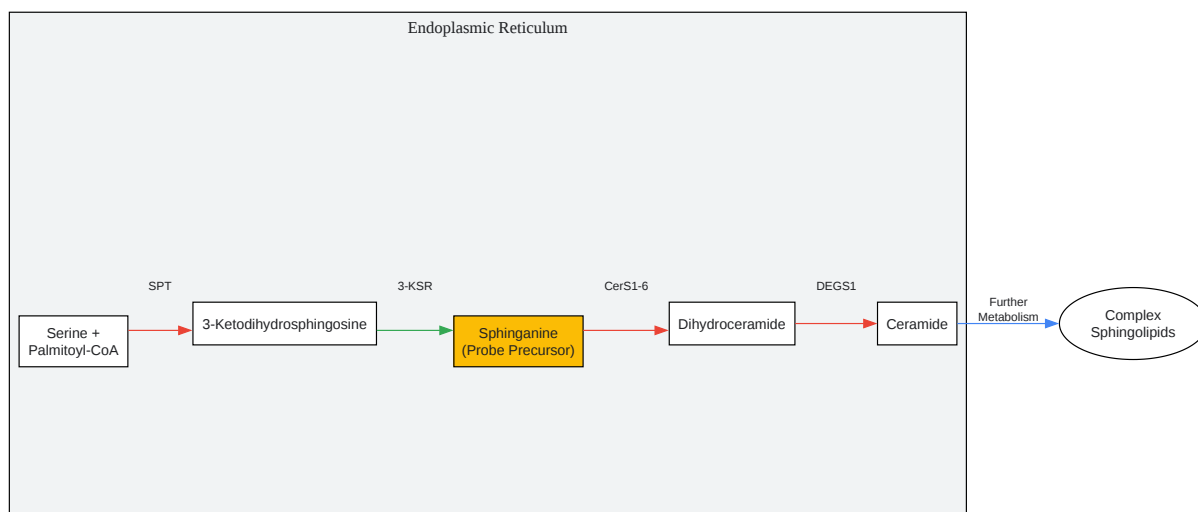 Endoplasmic Reticulum
SPT
3-KSR
CerS1-6
DEGS1
Further
Metabolism
Serine +
Palmitoyl-CoA
3-Ketodihydrosphingosine
Sphinganine
(Probe Precursor)
Dihydroceramide
Ceramide
Complex
Sphingolipids